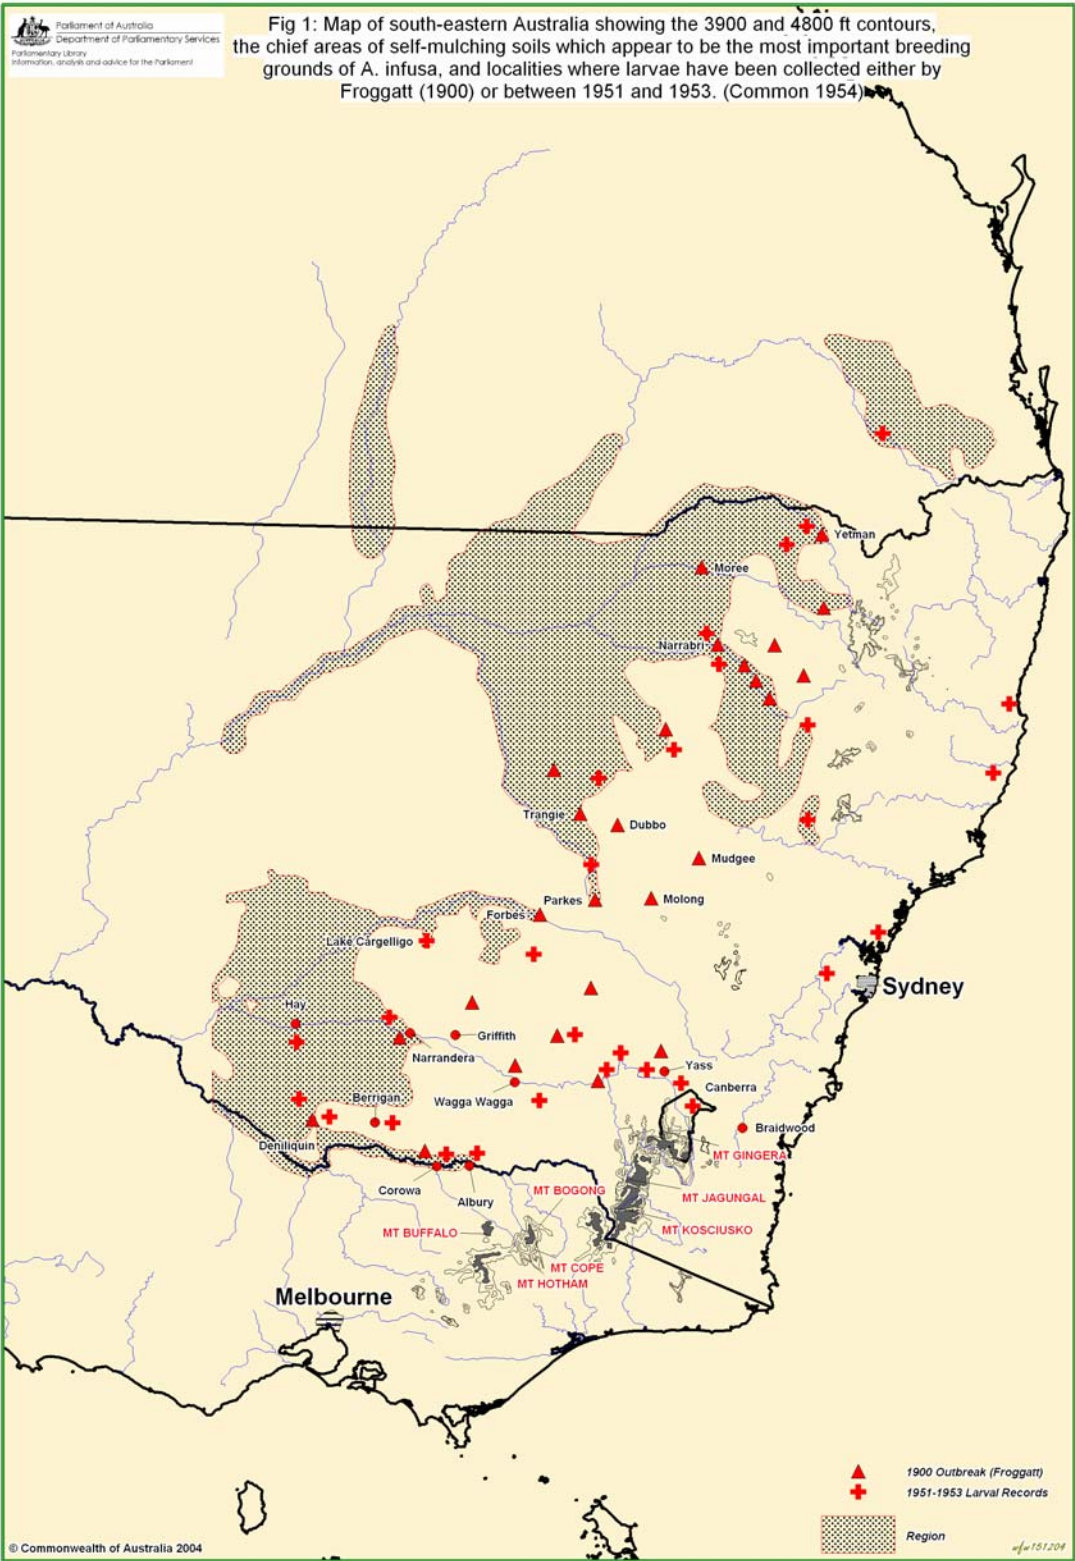 Parliament of Australia
Department of Parliamentary Services
Parliamentary Library
Information, analysis and advice for the Parliament
Fig 1: Map of south-eastern Australia showing the 3900 and 4800 ft contours,
the chief areas of self-mulching soils which appear to be the most important breeding
grounds of A. infusa, and localities where larvae have been collected either by
Froggatt (1900) or between 1951 and 1953. (Common 1954)
Yetman
Moree
Narrabri
Trangie
Dubbo
Mudgee
Parkes
Molong
Forbes
Lake Cargelligo
Sydney
Hay
Griffith
Narrandera
Yass
Canberra
Wagga Wagga
Berrigan
Braidwood
Deniliquin
MT GINGERA
Corowa
Albury
MT BOGONG
MT JAGUNGAL
MT BUFFALO
MT KOSCIUSKO
MT COPE
MT HOTHAM
Melbourne
1900 Outbreak (Froggatt)
1951-1953 Larval Records
Region
© Commonwealth of Australia 2004